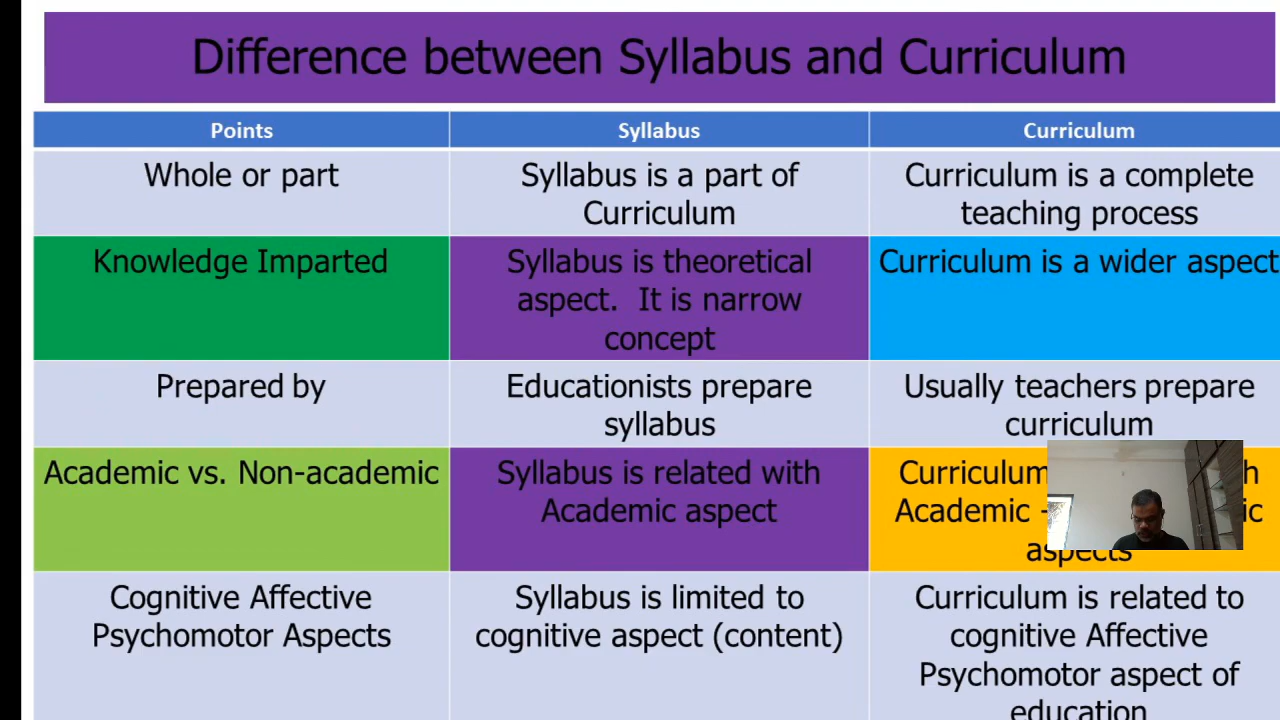 Difference between Syllabus and Curriculum
Points Syllabus Curriculum
Whole or part
Syllabus is a part of
Curriculum
Curriculum is a complete
teaching process
Knowledge Imparted
Syllabus is theoretical
aspect. It is narrow
concept
Curriculum is a wider aspect
Prepared by
Educationists prepare
syllabus
Usually teachers prepare
curriculum
Academic vs. Non-academic
Syllabus is related with
Academic aspect
Curriculum
Academic
aspects
Cognitive Affective
Psychomotor Aspects
Syllabus is limited to
cognitive aspect (content)
Curriculum is related to
cognitive Affective
Psychomotor aspect of
education